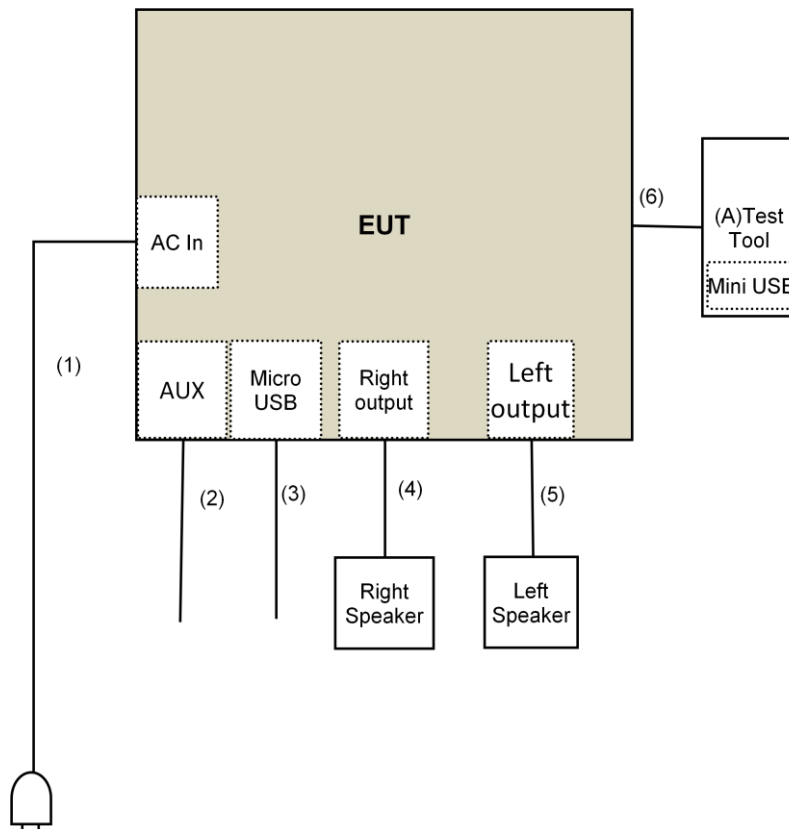 EUT
(6)
(A)Test
Tool
Mini USB
AC In
(1)
AUX
Micro
USB
Right
output
Left
output
(2)
(3)
(4)
(5)
Right
Speaker
Left
Speaker